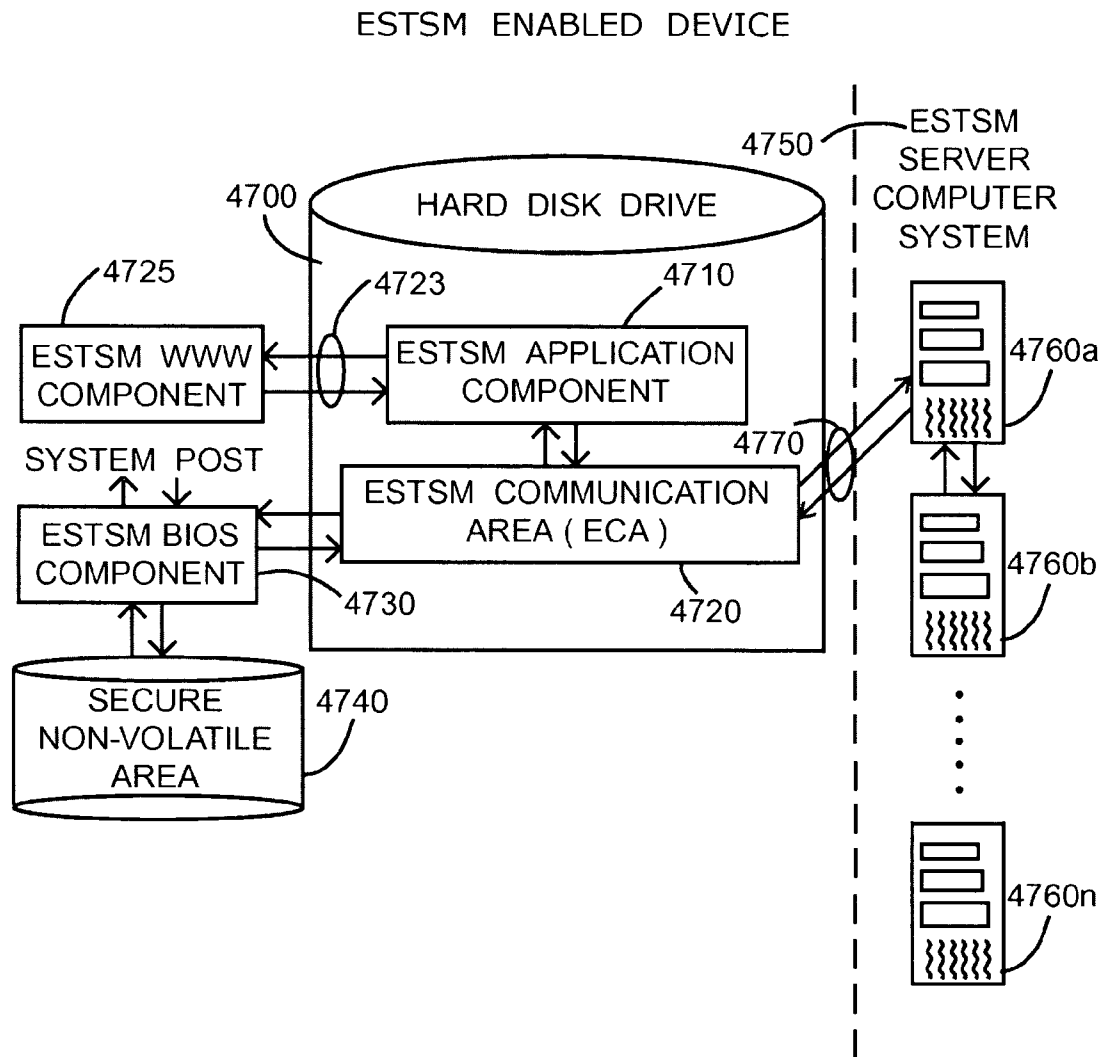 ESTSM ENABLED DEVICE
4750
ESTSM
SERVER
COMPUTER
SYSTEM
4700
HARD DISK DRIVE
4725
4723
4710
ESTSM WWW
COMPONENT
ESTSM APPLICATION
COMPONENT
4760a
4770
SYSTEM POST
ESTSM COMMUNICATION
AREA ( ECA )
ESTSM BIOS
COMPONENT
4730
4720
4760b
SECURE
NON-VOLATILE
AREA
4740
4760n